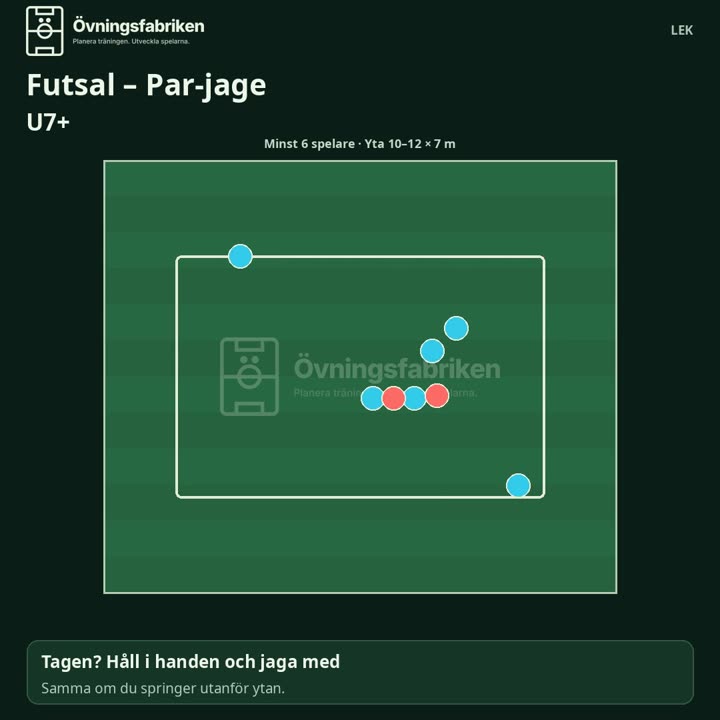 Övningsfabriken
Planera träningen. Utveckla spelarna.
LEK
Futsal – Par-jage
U7+
Minst 6 spelare · Yta 10–12 × 7 m
Övningsfabriken
Tagen? Håll i handen och jaga med
Samma om du springer utanför ytan.